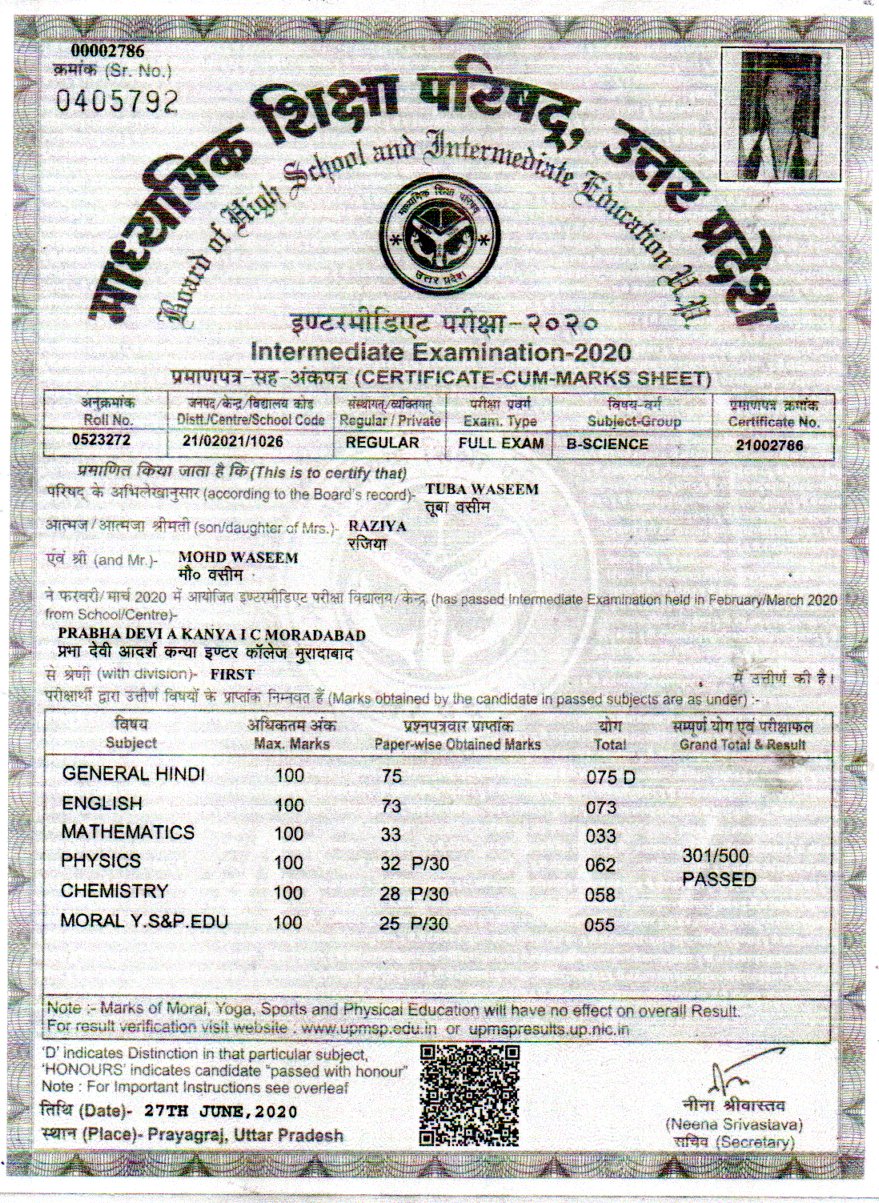 00002786
क्रमांक (Sr. No.)
0405792
माध्यमिक शिक्षा परिषद्, उत्तर प्रदेश
Board of High School and Intermediate Education U.P.
माध्यमिक शिक्षा परिषद्
उत्तर प्रदेश
इण्टरमीडिएट परीक्षा-२०२०
Intermediate Examination-2020
प्रमाणपत्र-सह-अंकपत्र (CERTIFICATE-CUM-MARKS SHEET)
अनुक्रमांक जनपद/केन्द्र/विद्यालय कोड संस्थागत/व्यक्तिगत परीक्षा प्रवर्ग विषय-वर्ग प्रमाणपत्र क्रमांक
Roll No. Distt./Centre/School Code Regular / Private Exam. Type Subject-Group Certificate No.
0523272 21/02021/1026 REGULAR FULL EXAM B-SCIENCE 21002786
प्रमाणित किया जाता है कि (This is to certify that)
परिषद के अभिलेखानुसार (according to the Board's record)- TUBA WASEEM
तूबा वसीम
आत्मज/आत्मजा श्रीमती (son/daughter of Mrs.)- RAZIYA
रजिया
एंव श्री (and Mr.)- MOHD WASEEM
मौ० वसीम
ने फरवरी/मार्च 2020 में आयोजित इण्टरमीडिएट परीक्षा विद्यालय/केन्द्र (has passed Intermediate Examination held in February/March 2020
from School/Centre)-
PRABHA DEVI A KANYA I C MORADABAD
प्रभा देवी आदर्श कन्या इण्टर कॉलेज मुरादाबाद
से श्रेणी (with division)- FIRST में उत्तीर्ण की है।
परीक्षार्थी द्वारा उत्तीर्ण विषयों के प्राप्तांक निम्नवत हैं (Marks obtained by the candidate in passed subjects are as under) :-
विषय अधिकतम अंक प्रश्नपत्रवार प्राप्तांक योग सम्पूर्ण योग एवं परीक्षाफल
Subject Max. Marks Paper-wise Obtained Marks Total Grand Total & Result
GENERAL HINDI 100 75 075 D
ENGLISH 100 73 073
MATHEMATICS 100 33 033
PHYSICS 100 32 P/30 062 301/500
CHEMISTRY 100 28 P/30 058 PASSED
MORAL Y.S&P.EDU 100 25 P/30 055
Note :- Marks of Moral, Yoga, Sports and Physical Education will have no effect on overall Result.
For result verification visit website : www.upmsp.edu.in or upmspresults.up.nic.in
'D' indicates Distinction in that particular subject,
'HONOURS' indicates candidate "passed with honour"
Note : For Important Instructions see overleaf
तिथि (Date)- 27TH JUNE,2020
स्थान (Place)- Prayagraj, Uttar Pradesh
नीना श्रीवास्तव
(Neena Srivastava)
सचिव (Secretary)